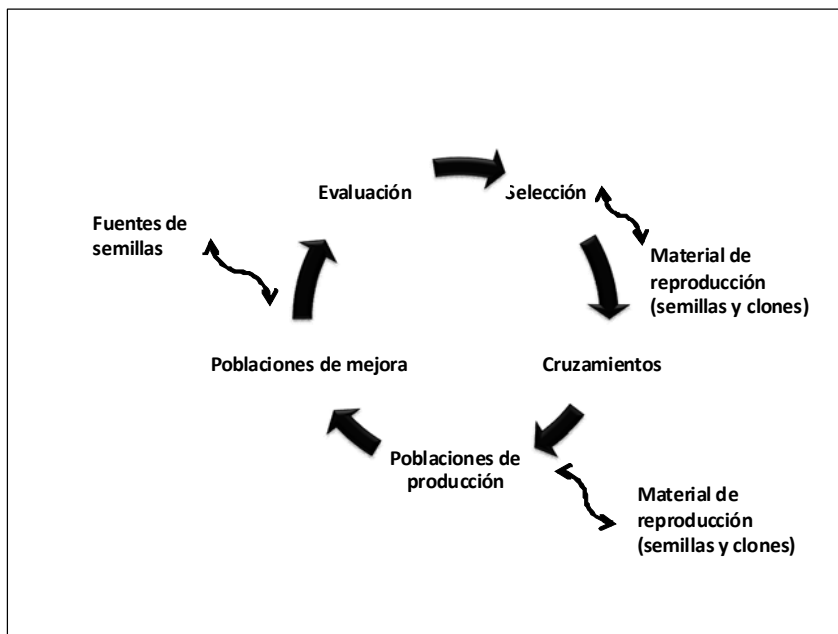 Evaluación
Selección
Fuentes de
semillas
Material de
reproducción
(semillas y clones)
Poblaciones de mejora
Cruzamientos
Poblaciones de
producción
Material de
reproducción
(semillas y clones)